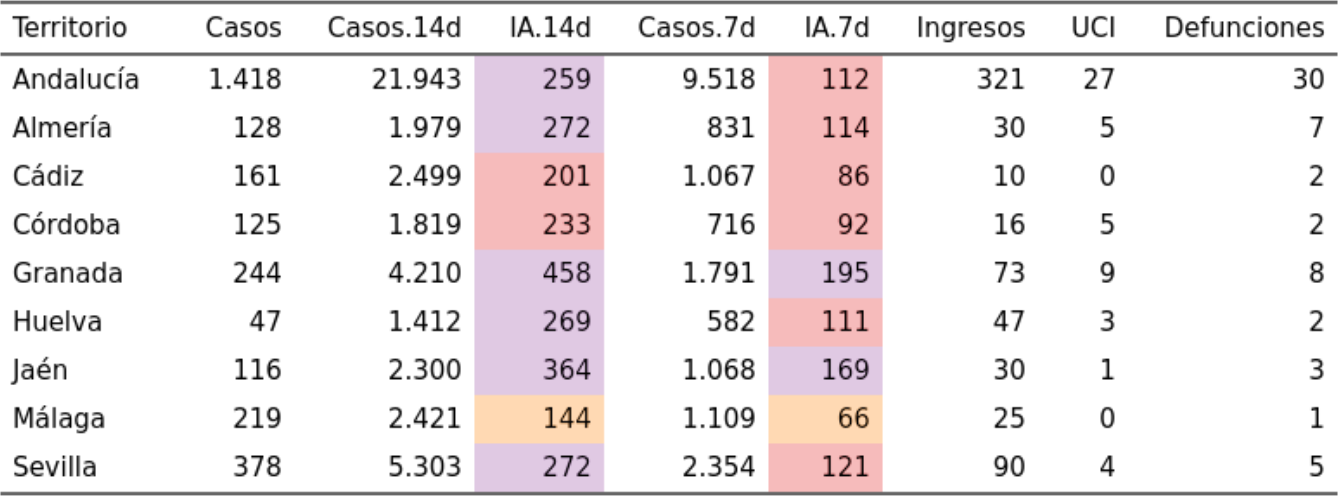 Territorio Casos Casos.14d IA.14d Casos.7d IA.7d Ingresos UCI Defunciones
Andalucía 1.418 21.943 259 9.518 112 321 27 30
Almería 128 1.979 272 831 114 30 5 7
Cádiz 161 2.499 201 1.067 86 10 0 2
Córdoba 125 1.819 233 716 92 16 5 2
Granada 244 4.210 458 1.791 195 73 9 8
Huelva 47 1.412 269 582 111 47 3 2
Jaén 116 2.300 364 1.068 169 30 1 3
Málaga 219 2.421 144 1.109 66 25 0 1
Sevilla 378 5.303 272 2.354 121 90 4 5